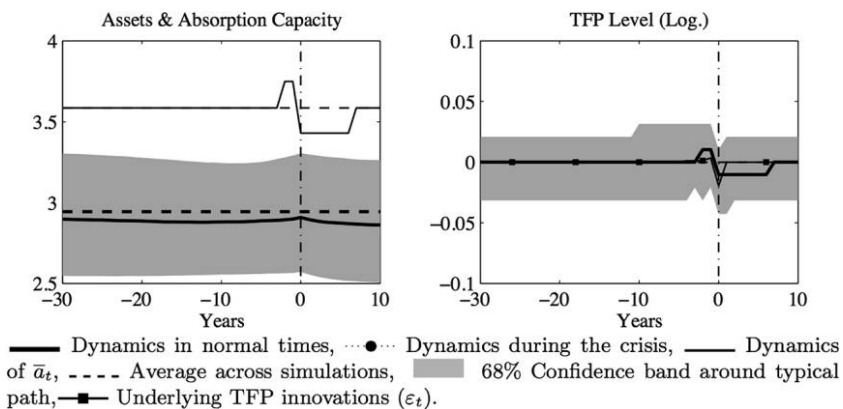 Assets & Absorption Capacity
4
3.5
3
2.5
−30
−20
−10
0
10
Years
TFP Level (Log.)
0.1
0.05
0
−0.05
−0.1
−30
−20
−10
0
10
Years
Dynamics in normal times, Dynamics during the crisis, Dynamics
of a̅ₜ, Average across simulations, 68% Confidence band around typical
path, Underlying TFP innovations (εₜ).